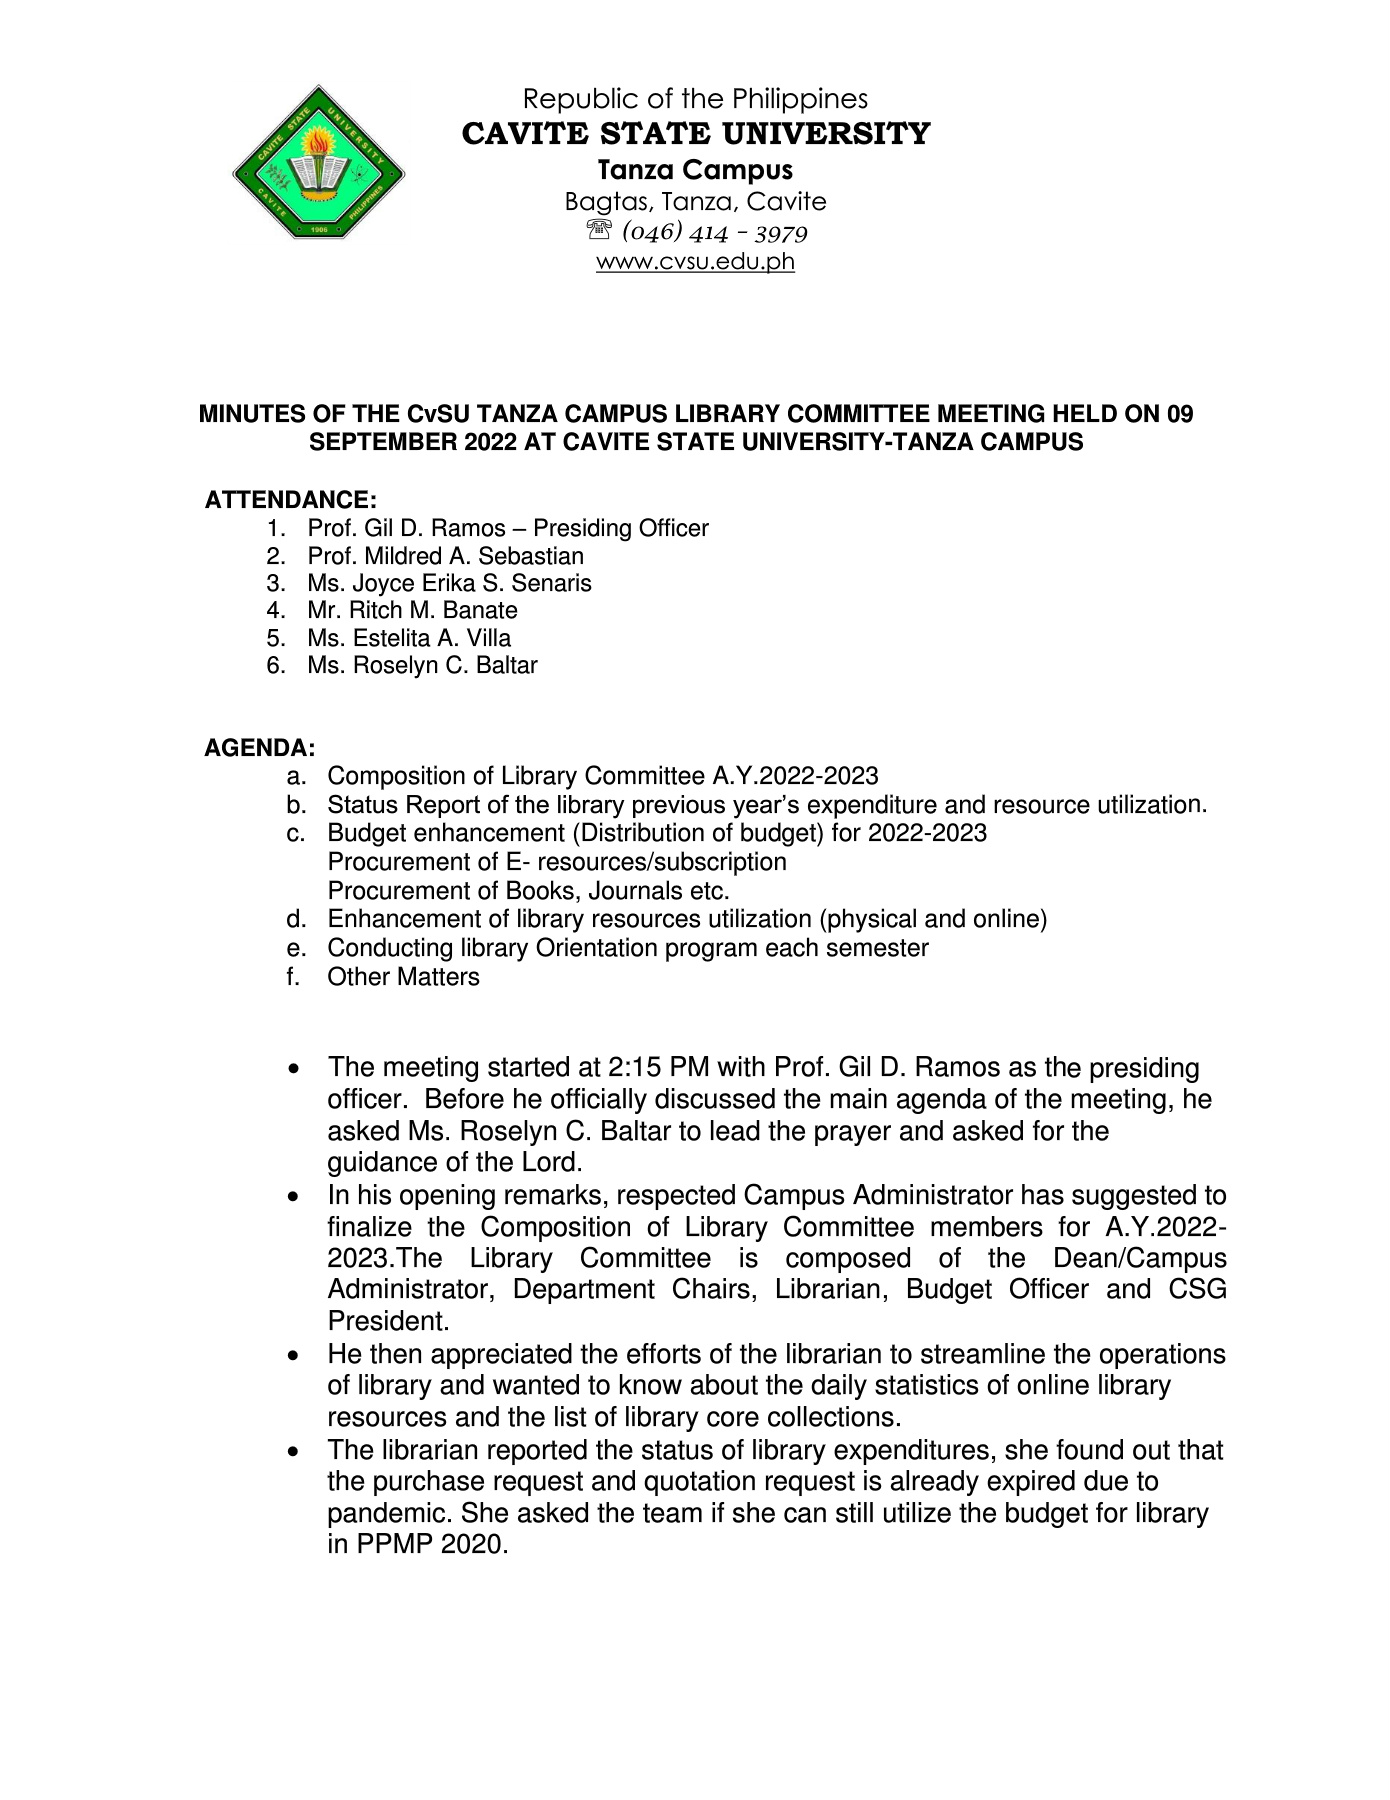 CAVITE STATE UNIVERSITY
CAVITE
PHILIPPINES
1906
Republic of the Philippines
CAVITE STATE UNIVERSITY
Tanza Campus
Bagtas, Tanza, Cavite
☏ (046) 414 - 3979
www.cvsu.edu.ph
MINUTES OF THE CvSU TANZA CAMPUS LIBRARY COMMITTEE MEETING HELD ON 09
SEPTEMBER 2022 AT CAVITE STATE UNIVERSITY-TANZA CAMPUS
ATTENDANCE:
1. Prof. Gil D. Ramos – Presiding Officer
2. Prof. Mildred A. Sebastian
3. Ms. Joyce Erika S. Senaris
4. Mr. Ritch M. Banate
5. Ms. Estelita A. Villa
6. Ms. Roselyn C. Baltar
AGENDA:
a. Composition of Library Committee A.Y.2022-2023
b. Status Report of the library previous year’s expenditure and resource utilization.
c. Budget enhancement (Distribution of budget) for 2022-2023
Procurement of E- resources/subscription
Procurement of Books, Journals etc.
d. Enhancement of library resources utilization (physical and online)
e. Conducting library Orientation program each semester
f. Other Matters
• The meeting started at 2:15 PM with Prof. Gil D. Ramos as the presiding
officer.  Before he officially discussed the main agenda of the meeting, he
asked Ms. Roselyn C. Baltar to lead the prayer and asked for the
guidance of the Lord.
• In his opening remarks, respected Campus Administrator has suggested to
finalize the Composition of Library Committee members for A.Y.2022-
2023.The Library Committee is composed of the Dean/Campus
Administrator, Department Chairs, Librarian, Budget Officer and CSG
President.
• He then appreciated the efforts of the librarian to streamline the operations
of library and wanted to know about the daily statistics of online library
resources and the list of library core collections.
• The librarian reported the status of library expenditures, she found out that
the purchase request and quotation request is already expired due to
pandemic. She asked the team if she can still utilize the budget for library
in PPMP 2020.